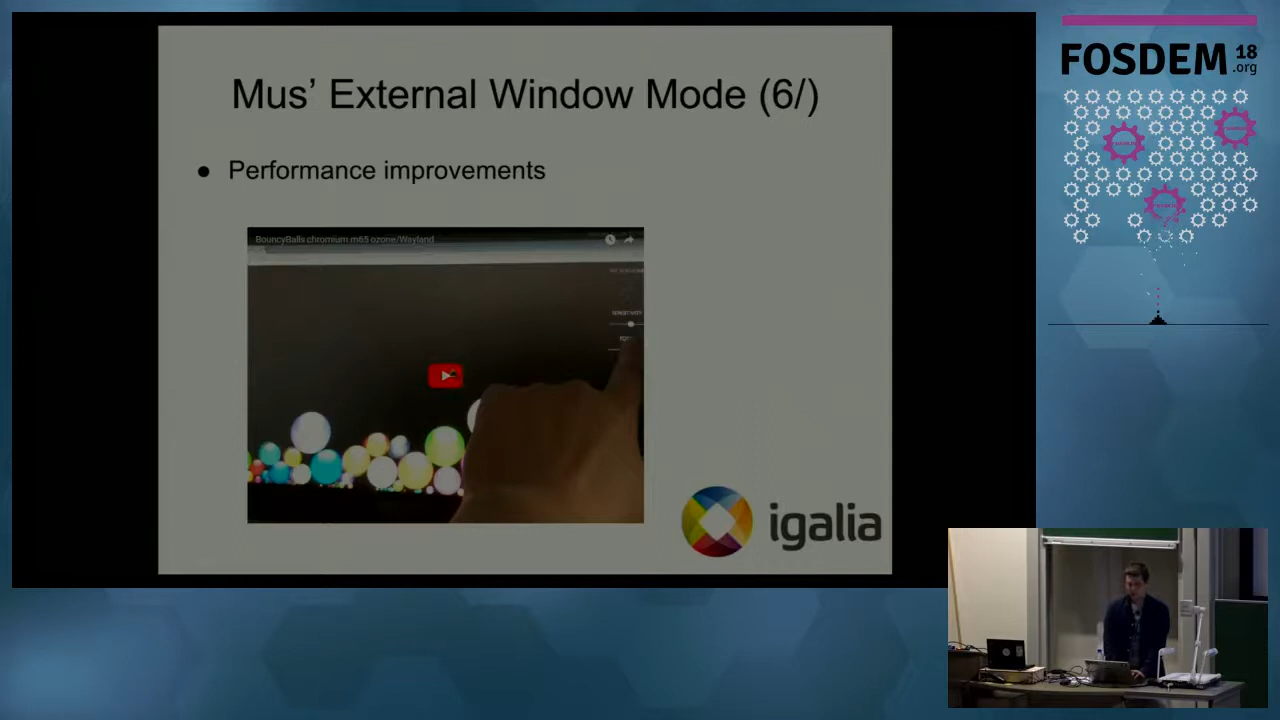 Mus’ External Window Mode (6/)
● Performance improvements
BouncyBalls chromium m65 ozone/Wayland
igalia
FOSDEM 18
.org